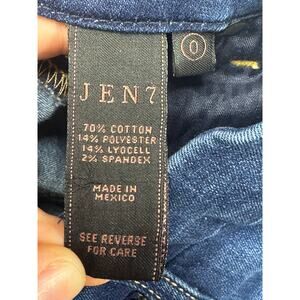 0
JEN7
70% COTTON
14% POLYESTER
14% LYOCELL
2% SPANDEX
MADE IN
MEXICO
SEE REVERSE
FOR CARE